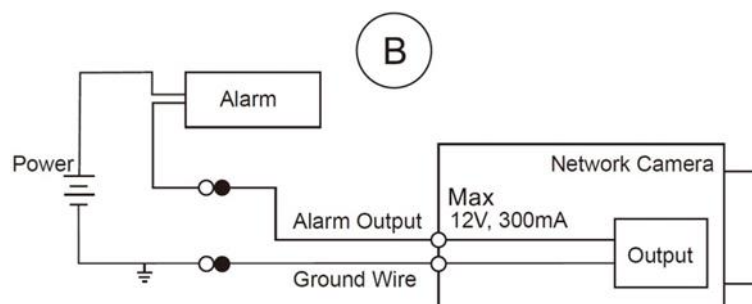 B
Alarm
Power
Network Camera
Max
12V, 300mA
Alarm Output
Output
Ground Wire